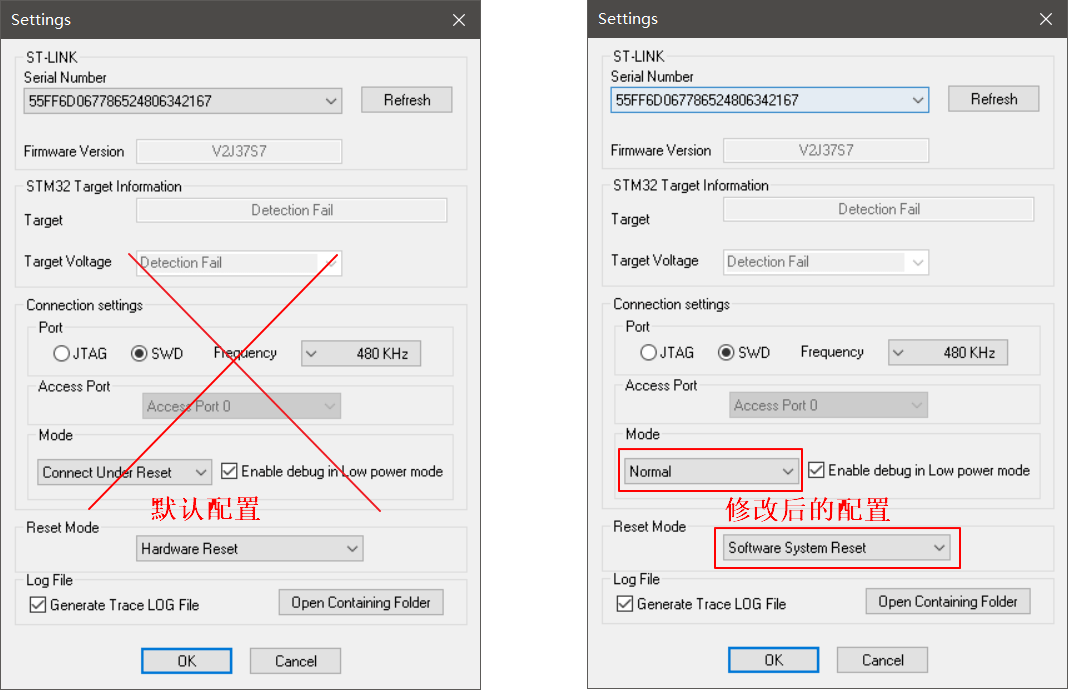 Settings
ST-LINK
Serial Number
55FF6D067786524806342167
Refresh
Firmware Version
V2J37S7
STM32 Target Information
Target
Detection Fail
Target Voltage
Detection Fail
Connection settings
Port
JTAG
SWD
Frequency
480 KHz
Access Port
Access Port 0
Mode
Connect Under Reset
Enable debug in Low power mode
默认配置
Reset Mode
Hardware Reset
Log File
Generate Trace LOG File
Open Containing Folder
OK
Cancel
Settings
ST-LINK
Serial Number
55FF6D067786524806342167
Refresh
Firmware Version
V2J37S7
STM32 Target Information
Target
Detection Fail
Target Voltage
Detection Fail
Connection settings
Port
JTAG
SWD
Frequency
480 KHz
Access Port
Access Port 0
Mode
Normal
Enable debug in Low power mode
修改后的配置
Reset Mode
Software System Reset
Log File
Generate Trace LOG File
Open Containing Folder
OK
Cancel